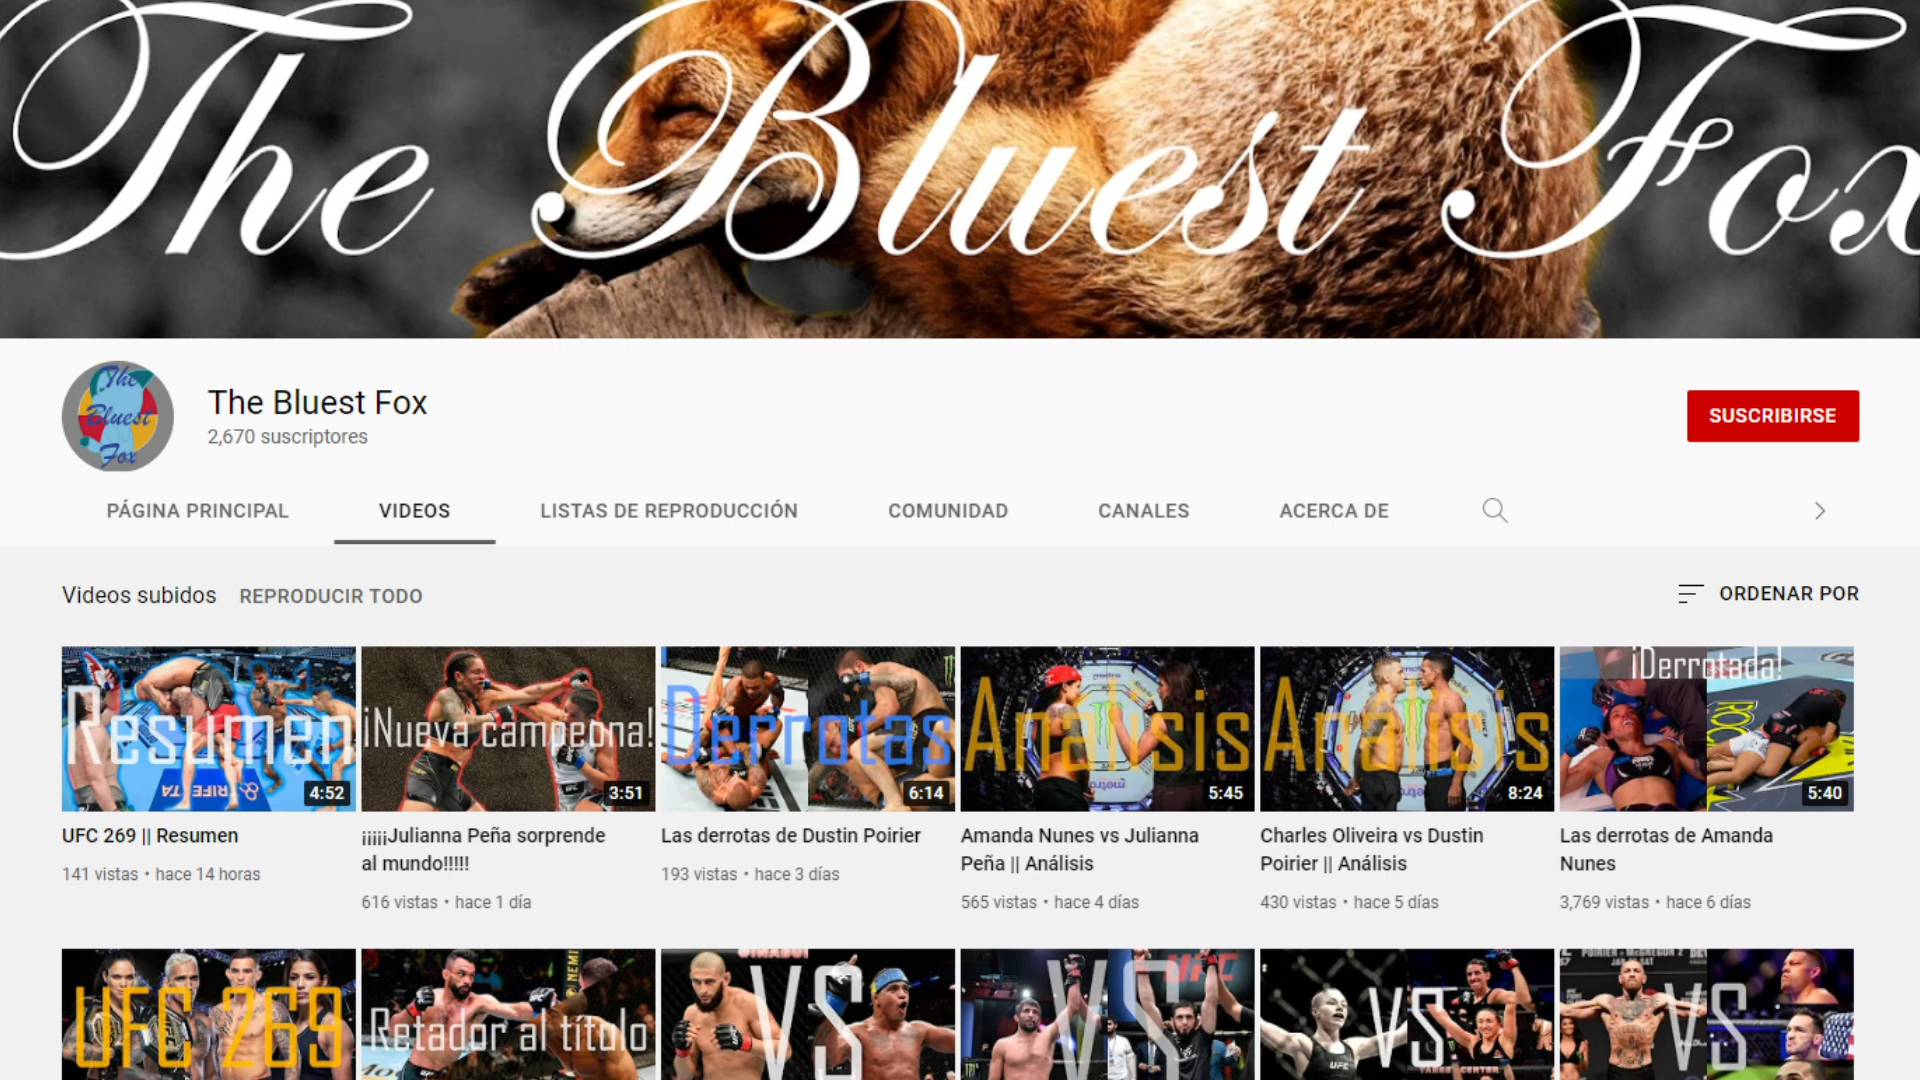 The Bluest Fox
The
Bluest
Fox
The Bluest Fox
2,670 suscriptores
SUSCRIBIRSE
PÁGINA PRINCIPAL VIDEOS LISTAS DE REPRODUCCIÓN COMUNIDAD CANALES ACERCA DE
Videos subidos REPRODUCIR TODO ORDENAR POR
Resumen
4:52
¡Nueva campeona!
3:51
Derrotas
6:14
Analisis
5:45
Analisis
8:24
¡Derrotada!
5:40
UFC 269 || Resumen
141 vistas • hace 14 horas
¡¡¡¡¡Julianna Peña sorprende
al mundo!!!!!
616 vistas • hace 1 día
Las derrotas de Dustin Poirier
193 vistas • hace 3 días
Amanda Nunes vs Julianna
Peña || Análisis
565 vistas • hace 4 días
Charles Oliveira vs Dustin
Poirier || Análisis
430 vistas • hace 5 días
Las derrotas de Amanda
Nunes
3,769 vistas • hace 6 días
UFC 269
Retador al título
VS
VS
UFC
VS
VS